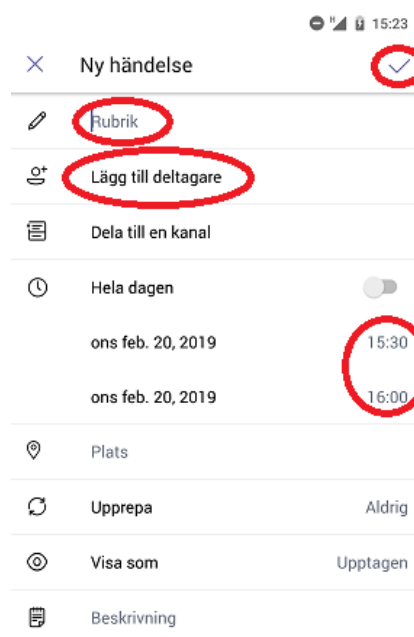 H 15:23
Ny händelse
Rubrik
Lägg till deltagare
Dela till en kanal
Hela dagen
ons feb. 20, 2019 15:30
ons feb. 20, 2019 16:00
Plats
Upprepa Aldrig
Visa som Upptagen
Beskrivning